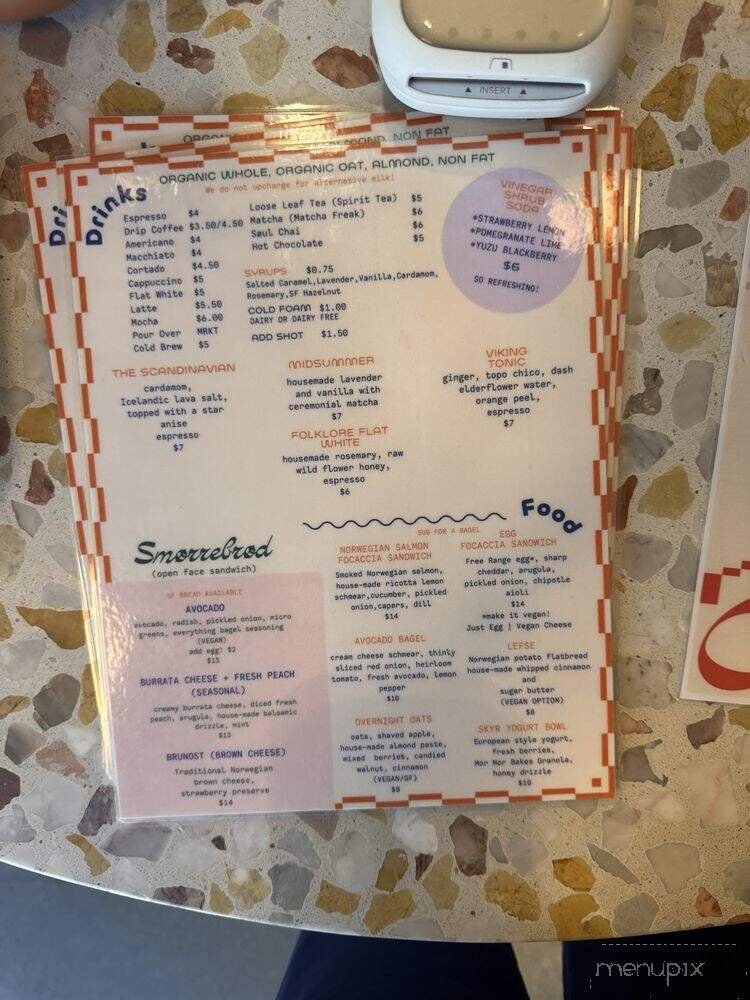 INSERT
Dri
Drinks
ORGANIC WHOLE, ORGANIC OAT, ALMOND, NON FAT
We do not upcharge for alternative milk!
Espresso $4
Drip Coffee $3.50/4.50
Americano $4
Macchiato $4
Cortado $4.50
Cappuccino $5
Flat White $5
Latte $5.50
Mocha $6.00
Pour Over MRKT
Cold Brew $5
Loose Leaf Tea (Spirit Tea) $5
Matcha (Matcha Freak) $6
Søul Chai $6
Hot Chocolate $5
SYRUPS $0.75
Salted Caramel,Lavender,Vanilla,Cardamom,
Rosemary,SF Hazelnut
COLD FOAM $1.00
DAIRY OR DAIRY FREE
ADD SHOT $1.50
VINEGAR
SHRUB
SODA
*STRAWBERRY LEMON
*POMEGRANATE LIME
*YUZU BLACKBERRY
$6
SO REFRESHING!
THE SCANDINAVIAN
cardamom,
Icelandic lava salt,
topped with a star
anise
espresso
$7
MIDSUMMER
housemade lavender
and vanilla with
ceremonial matcha
$7
FOLKLORE FLAT
WHITE
housemade rosemary, raw
wild flower honey,
espresso
$6
VIKING
TONIC
ginger, topo chico, dash
elderflower water,
orange peel,
espresso
$7
Food
Smørrebrød
(open face sandwich)
GF BREAD AVAILABLE
AVOCADO
avocado, radish, pickled onion, micro
greens, everything bagel seasoning
(VEGAN)
add egg! $2
$13
BURRATA CHEESE + FRESH PEACH
(SEASONAL)
creamy burrata cheese, diced fresh
peach, arugula, house-made balsamic
drizzle, mint
$13
BRUNOST (BROWN CHEESE)
Traditional Norwegian
brown cheese,
strawberry preserve
$14
SUB FOR A BAGEL
NORWEGIAN SALMON
FOCACCIA SANDWICH
Smoked Norwegian salmon,
house-made ricotta lemon
schmear,cucumber, pickled
onion,capers, dill
$14
AVOCADO BAGEL
cream cheese schmear, thinly
sliced red onion, heirloom
tomato, fresh avocado, lemon
pepper
$10
OVERNIGHT OATS
oats, shaved apple,
house-made almond paste,
mixed berries, candied
walnut, cinnamon
(VEGAN/GF)
$8
EGG
FOCACCIA SANDWICH
Free Range egg*, sharp
cheddar, arugula,
pickled onion, chipotle
aioli
$14
*make it vegan!
Just Egg | Vegan Cheese
LEFSE
Norwegian potato flatbread
house-made whipped cinnamon
and
sugar butter
(VEGAN OPTION)
$8
SKYR YOGURT BOWL
European style yogurt,
fresh berries,
Mor Mor Bakes Granola,
honey drizzle
$10
menupix